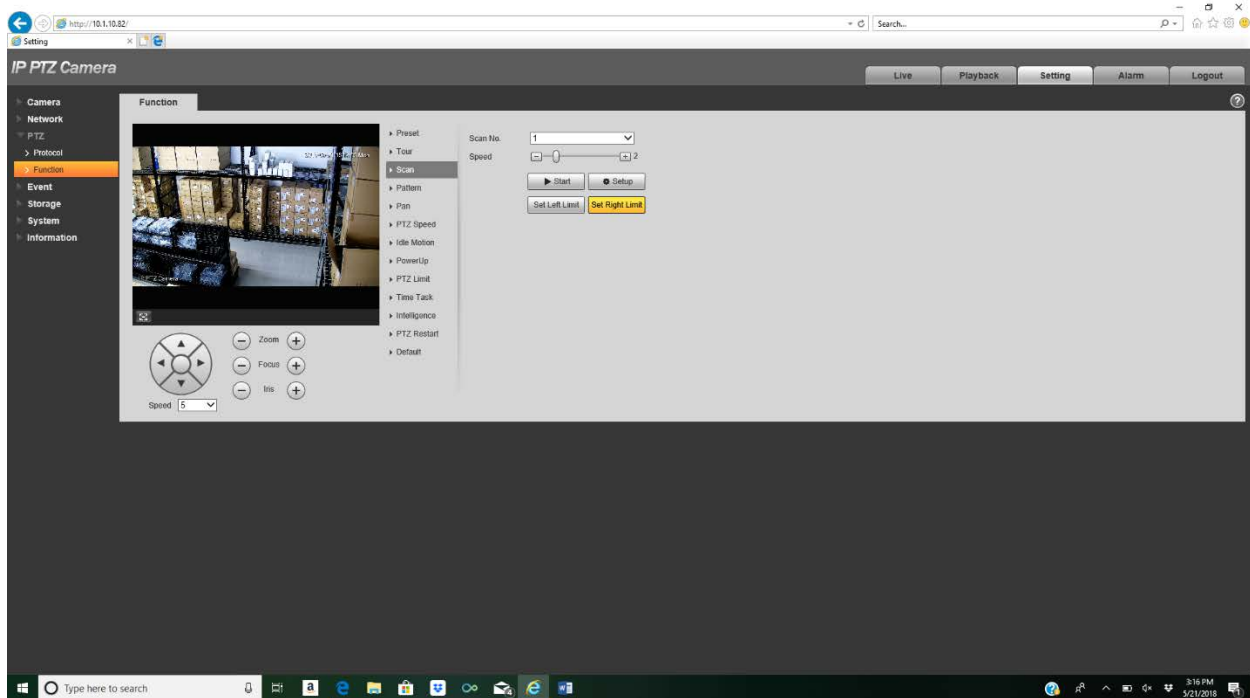 http://10.1.10.82/
Search...
Setting
IP PTZ Camera
Live
Playback
Setting
Alarm
Logout
Camera
Network
PTZ
Protocol
Function
Event
Storage
System
Information
Function
Preset
Tour
Scan
Pattern
Pan
PTZ Speed
Idle Motion
PowerUp
PTZ Limit
Time Task
Intelligence
PTZ Restart
Default
Scan No. 1
Speed 2
Start Setup
Set Left Limit Set Right Limit
Zoom
Focus
Iris
Speed 5
Type here to search
3:16 PM
5/21/2018